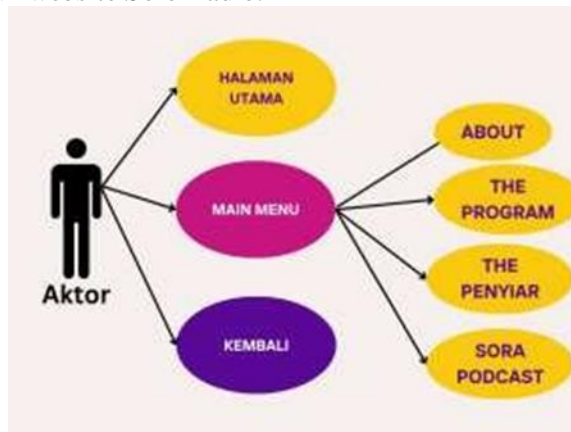 HALAMAN
UTAMA
ABOUT
THE
PROGRAM
MAIN MENU
THE
PENYIAR
Aktor
KEMBALI
SORA
PODCAST